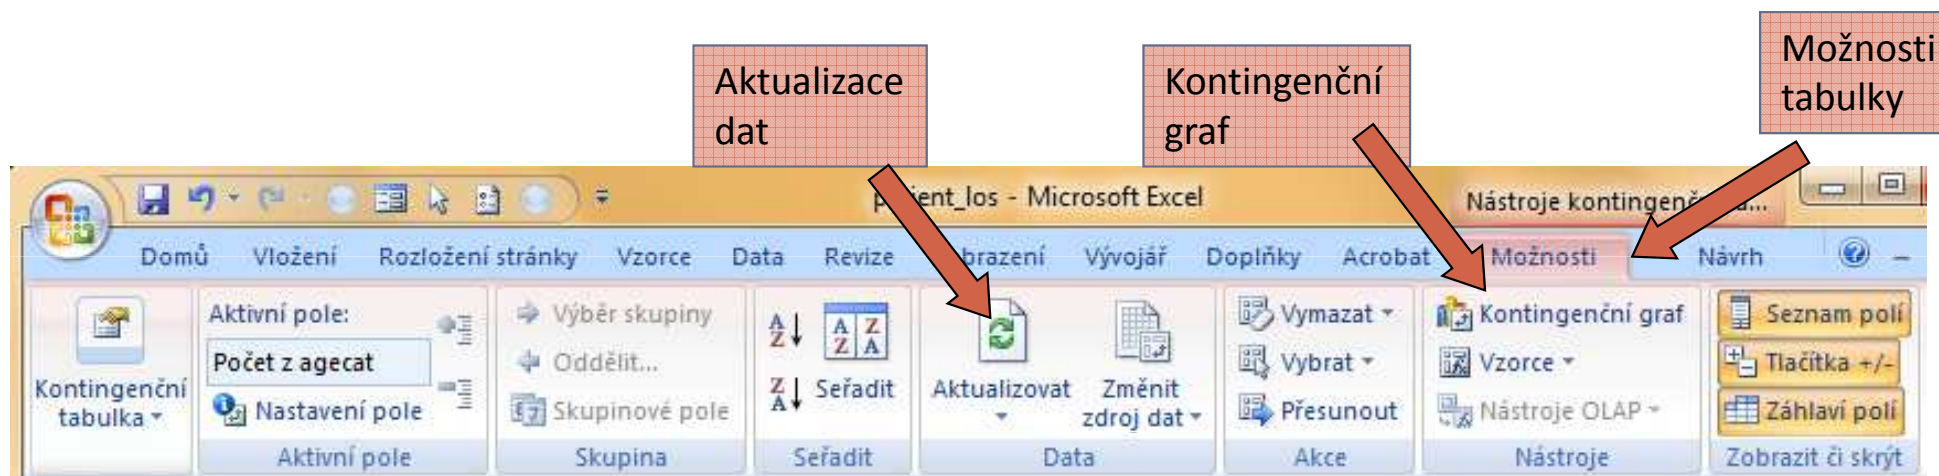 Aktualizace
dat
Kontingenční
graf
Možnosti
tabulky
ent_los - Microsoft Excel
Nástroje
Domů Vložení Rozložení stránky Vzorce Data Revize brazení Vývojář Doplňky Acrobat Možnosti Návrh
Kontingenční
tabulka
Aktivní pole:
Počet z agecat
Nastavení pole
Aktivní pole
Výběr skupiny
Oddělit...
Skupinové pole
Skupina
Seřadit
Seřadit
Aktualizovat
Změnit
zdroj dat
Data
Vymazat
Vybrat
Přesunout
Akce
Kontingenční graf
Vzorce
Nástroje OLAP
Nástroje
Seznam polí
Tlačítka +/-
Záhlaví polí
Zobrazit či skrýt